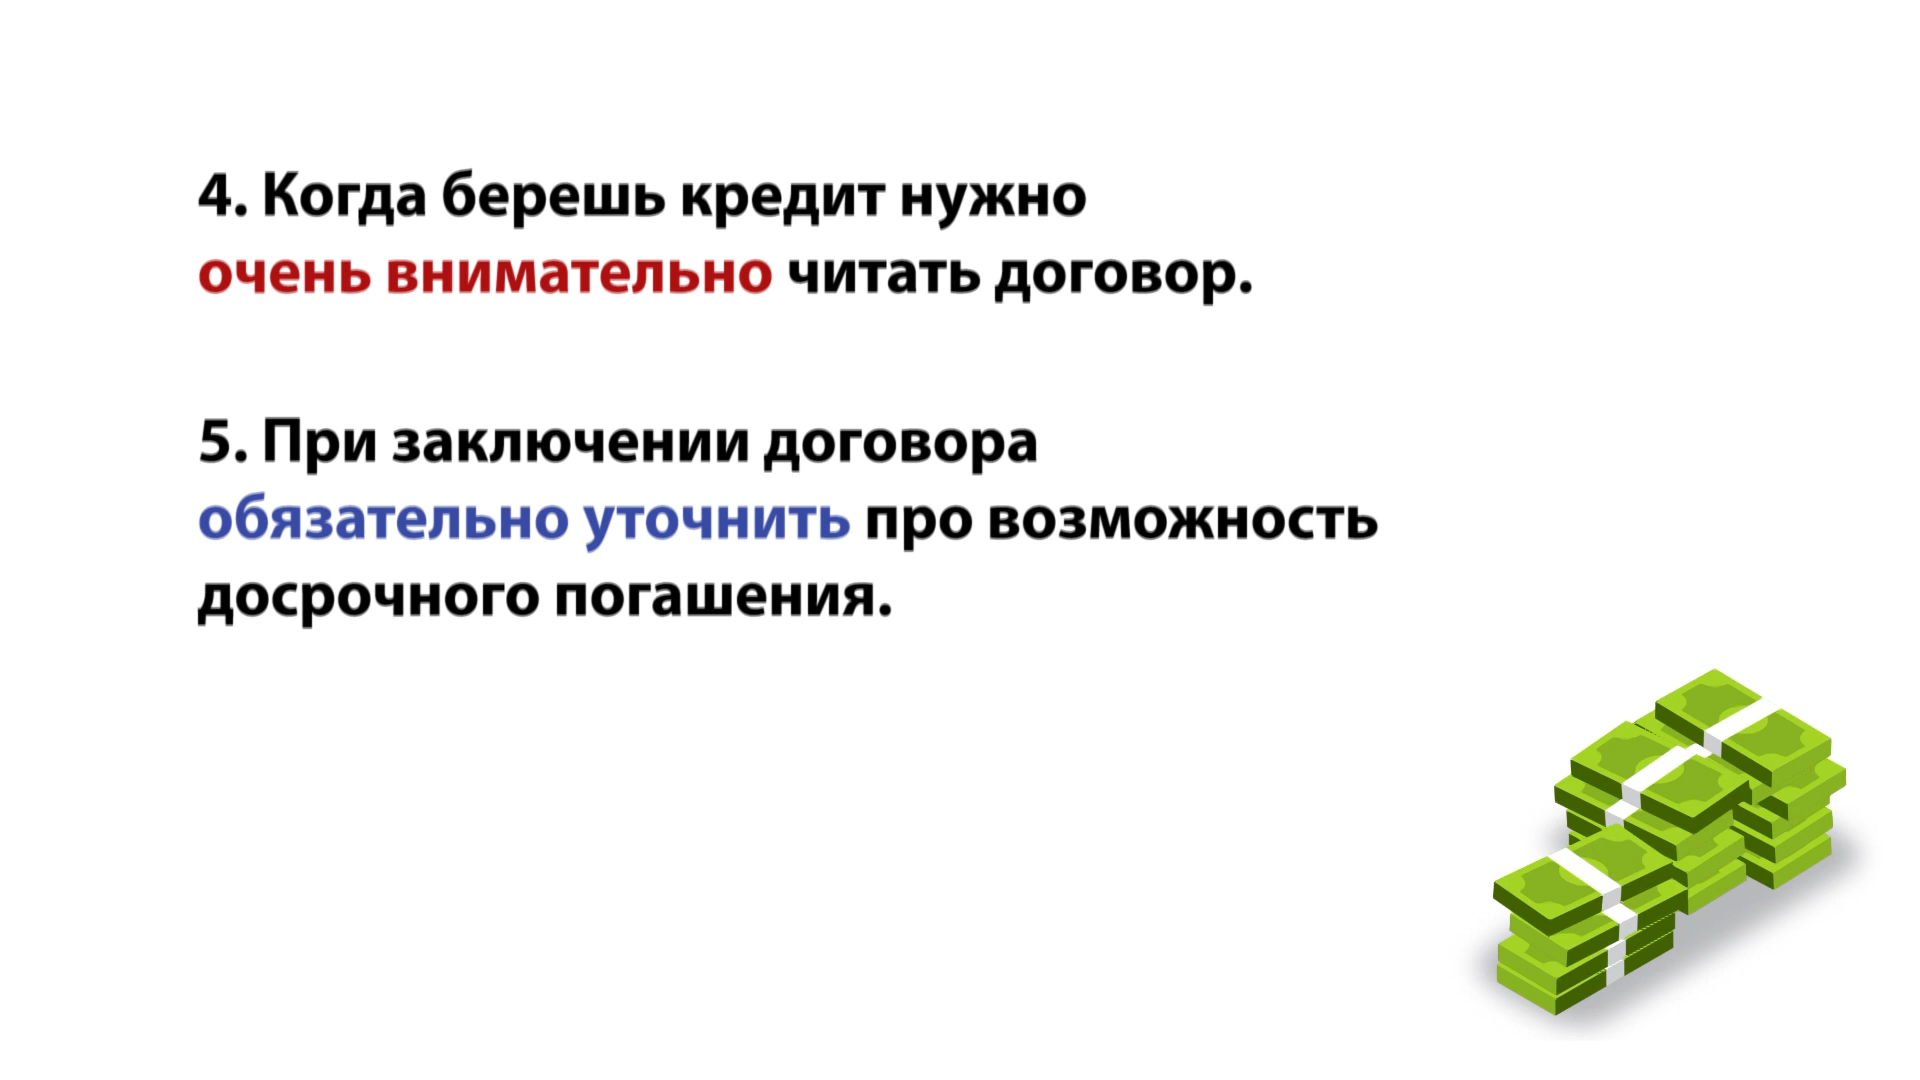 4. Когда берешь кредит нужно
очень внимательно читать договор.
5. При заключении договора
обязательно уточнить про возможность
досрочного погашения.